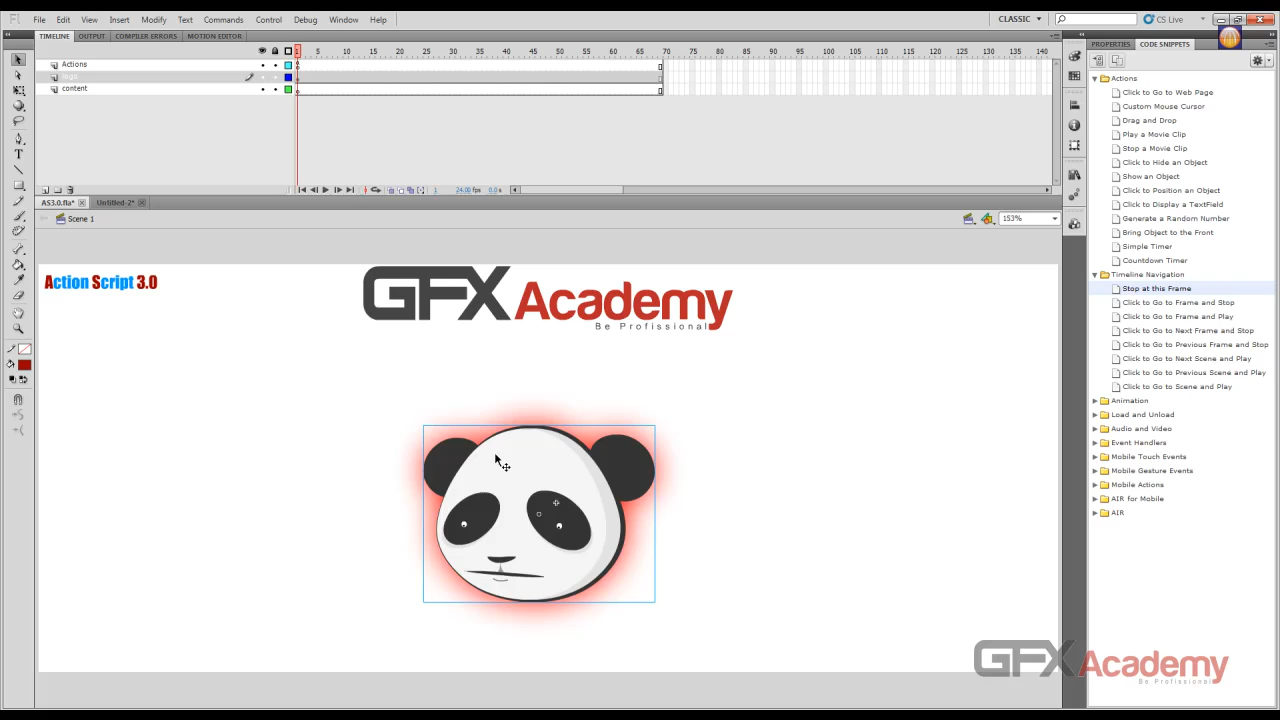 File Edit View Insert Modify Text Commands Control Debug Window Help
CLASSIC
CS Live
TIMELINE OUTPUT COMPILER ERRORS MOTION EDITOR
PROPERTIES CODE SNIPPETS
1 5 10 15 20 25 30 35 40 45 50 55 60 65 70 75 80 85 90 95 100 105 110 115 120 125 130 135 140
Actions
logo
content
1 24.00 fps 0.0 s
AS3.0.fla* Untitled-2*
Scene 1
153%
Action Script 3.0
GFX Academy
Be Profissional
Actions
Click to Go to Web Page
Custom Mouse Cursor
Drag and Drop
Play a Movie Clip
Stop a Movie Clip
Click to Hide an Object
Show an Object
Click to Position an Object
Click to Display a TextField
Generate a Random Number
Bring Object to the Front
Simple Timer
Countdown Timer
Timeline Navigation
Stop at this Frame
Click to Go to Frame and Stop
Click to Go to Frame and Play
Click to Go to Next Frame and Stop
Click to Go to Previous Frame and Stop
Click to Go to Next Scene and Play
Click to Go to Previous Scene and Play
Click to Go to Scene and Play
Animation
Load and Unload
Audio and Video
Event Handlers
Mobile Touch Events
Mobile Gesture Events
Mobile Actions
AIR for Mobile
AIR
GFX Academy
Be Profissional